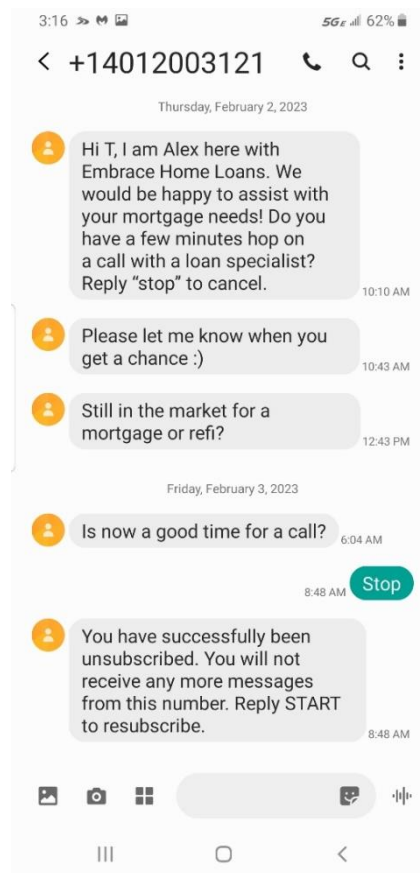 3:16 5GE 62%
+14012003121
Thursday, February 2, 2023
Hi T, I am Alex here with
Embrace Home Loans. We
would be happy to assist with
your mortgage needs! Do you
have a few minutes hop on
a call with a loan specialist?
Reply “stop” to cancel.
10:10 AM
Please let me know when you
get a chance :)
10:43 AM
Still in the market for a
mortgage or refi?
12:43 PM
Friday, February 3, 2023
Is now a good time for a call?
6:04 AM
8:48 AM Stop
You have successfully been
unsubscribed. You will not
receive any more messages
from this number. Reply START
to resubscribe.
8:48 AM